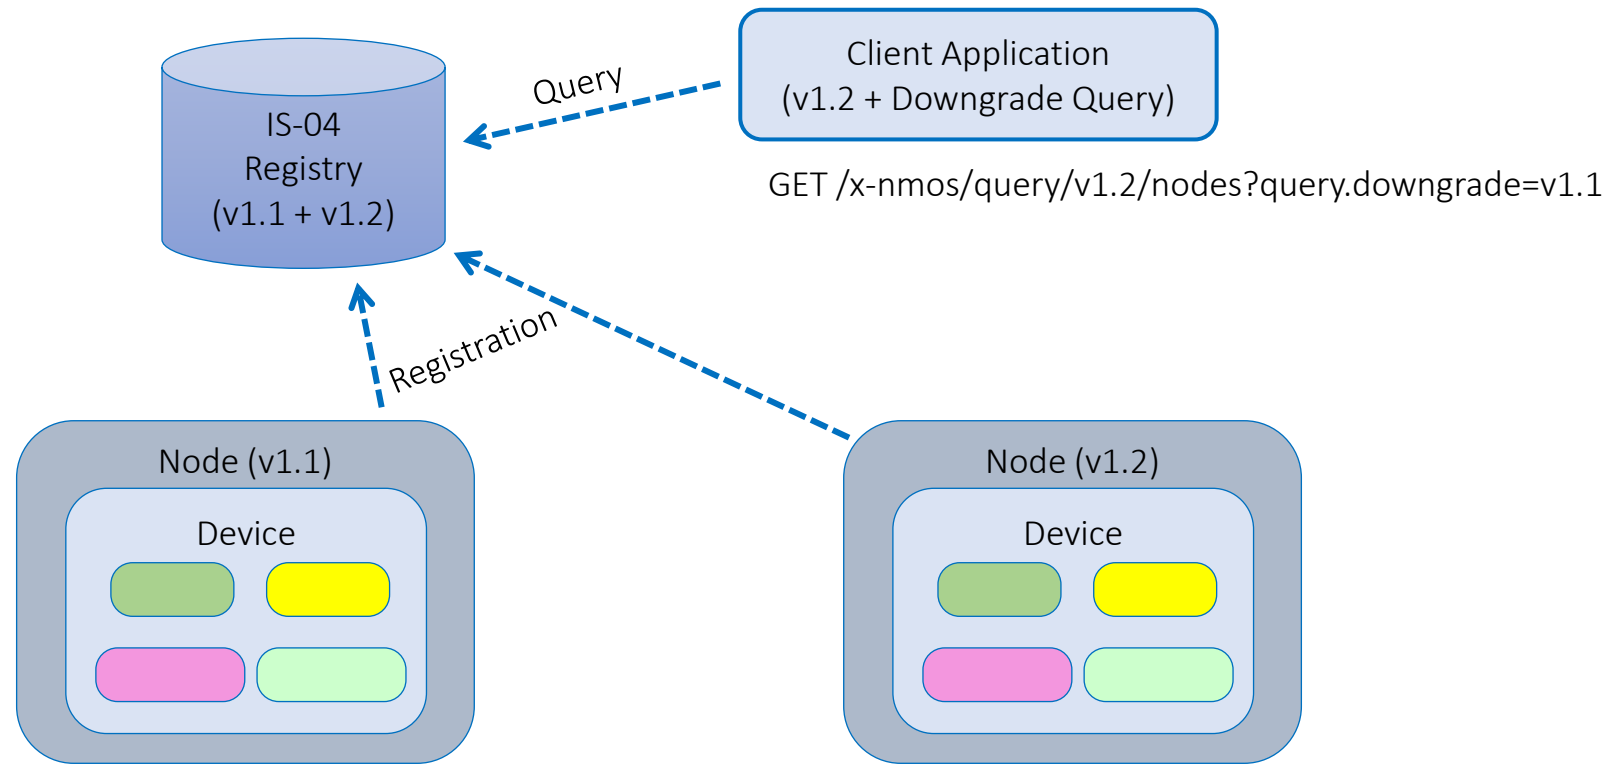 Client Application
(v1.2 + Downgrade Query)
Query
IS-04
Registry
(v1.1 + v1.2)
GET /x-nmos/query/v1.2/nodes?query.downgrade=v1.1
Registration
Node (v1.1)
Device
Node (v1.2)
Device